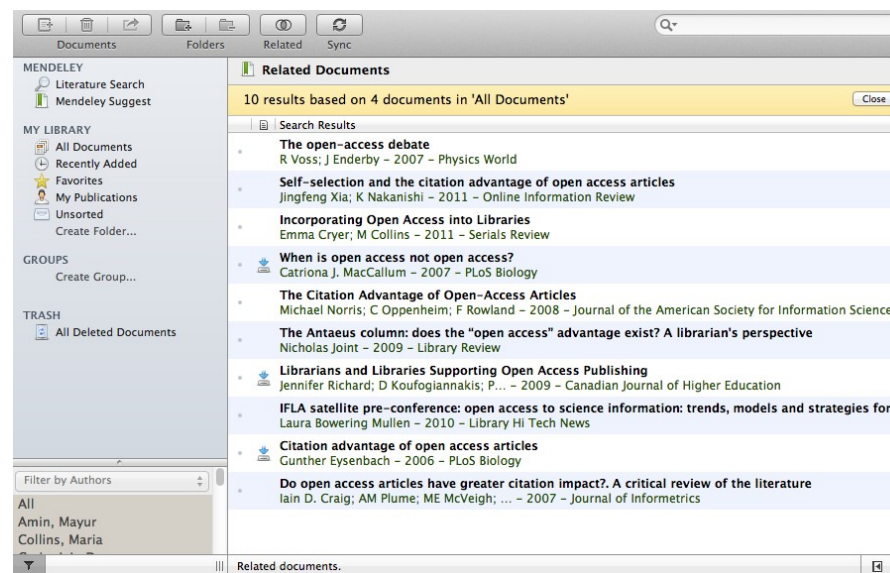 Documents
Folders
Related
Sync
MENDELEY
Literature Search
Mendeley Suggest
MY LIBRARY
All Documents
Recently Added
Favorites
My Publications
Unsorted
Create Folder...
GROUPS
Create Group...
TRASH
All Deleted Documents
Filter by Authors
All
Amin, Mayur
Collins, Maria
Related Documents
10 results based on 4 documents in 'All Documents'
Close
Search Results
The open-access debate
R Voss; J Enderby – 2007 – Physics World
Self-selection and the citation advantage of open access articles
Jingfeng Xia; K Nakanishi – 2011 – Online Information Review
Incorporating Open Access into Libraries
Emma Cryer; M Collins – 2011 – Serials Review
When is open access not open access?
Catriona J. MacCallum – 2007 – PLoS Biology
The Citation Advantage of Open-Access Articles
Michael Norris; C Oppenheim; F Rowland – 2008 – Journal of the American Society for Information Science
The Antaeus column: does the “open access” advantage exist? A librarian's perspective
Nicholas Joint – 2009 – Library Review
Librarians and Libraries Supporting Open Access Publishing
Jennifer Richard; D Koufogiannakis; P... – 2009 – Canadian Journal of Higher Education
IFLA satellite pre-conference: open access to science information: trends, models and strategies for
Laura Bowering Mullen – 2010 – Library Hi Tech News
Citation advantage of open access articles
Gunther Eysenbach – 2006 – PLoS Biology
Do open access articles have greater citation impact?. A critical review of the literature
Iain D. Craig; AM Plume; ME McVeigh; ... – 2007 – Journal of Informetrics
Related documents.